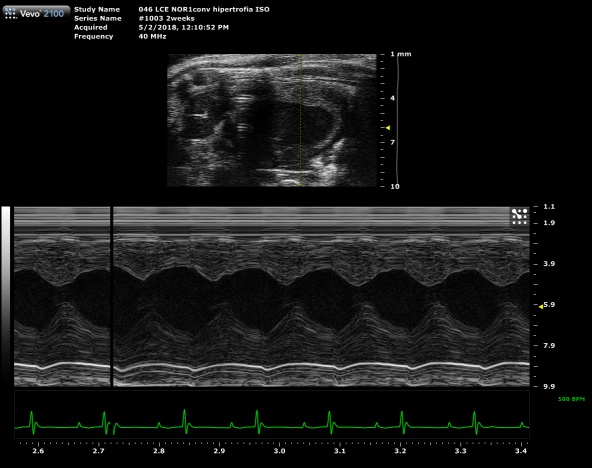 Vevo 2100
Study Name 046 LCE NOR1conv hipertrofia ISO
Series Name #1003 2weeks
Acquired 5/2/2018, 12:10:52 PM
Frequency 40 MHz
1 mm
4
7
10
1.1
1.9
3.9
5.9
7.9
9.9
500 BPM
2.6 2.7 2.8 2.9 3.0 3.1 3.2 3.3 3.4